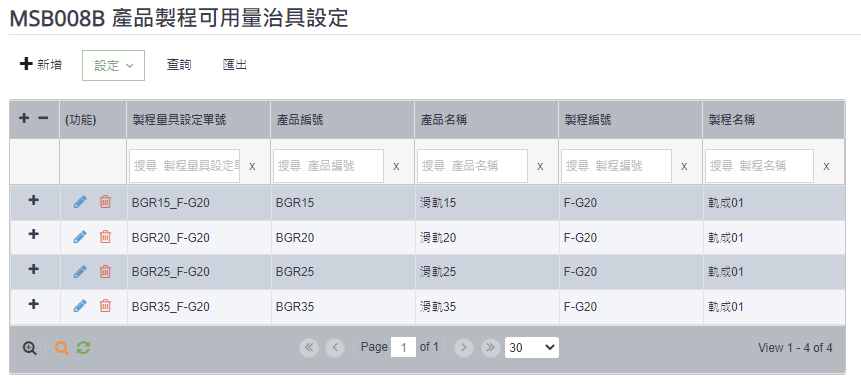 MSB008B 產品製程可用量治具設定
新增 設定 查詢 匯出
(功能) 製程量具設定單號 產品編號 產品名稱 製程編號 製程名稱
搜尋 製程量具設定單 x 搜尋 產品編號 x 搜尋 產品名稱 x 搜尋 製程編號 x 搜尋 製程名稱 x
BGR15_F-G20 BGR15 滑軌15 F-G20 軌成01
BGR20_F-G20 BGR20 滑軌20 F-G20 軌成01
BGR25_F-G20 BGR25 滑軌25 F-G20 軌成01
BGR35_F-G20 BGR35 滑軌35 F-G20 軌成01
Page 1 of 1 30 View 1 - 4 of 4